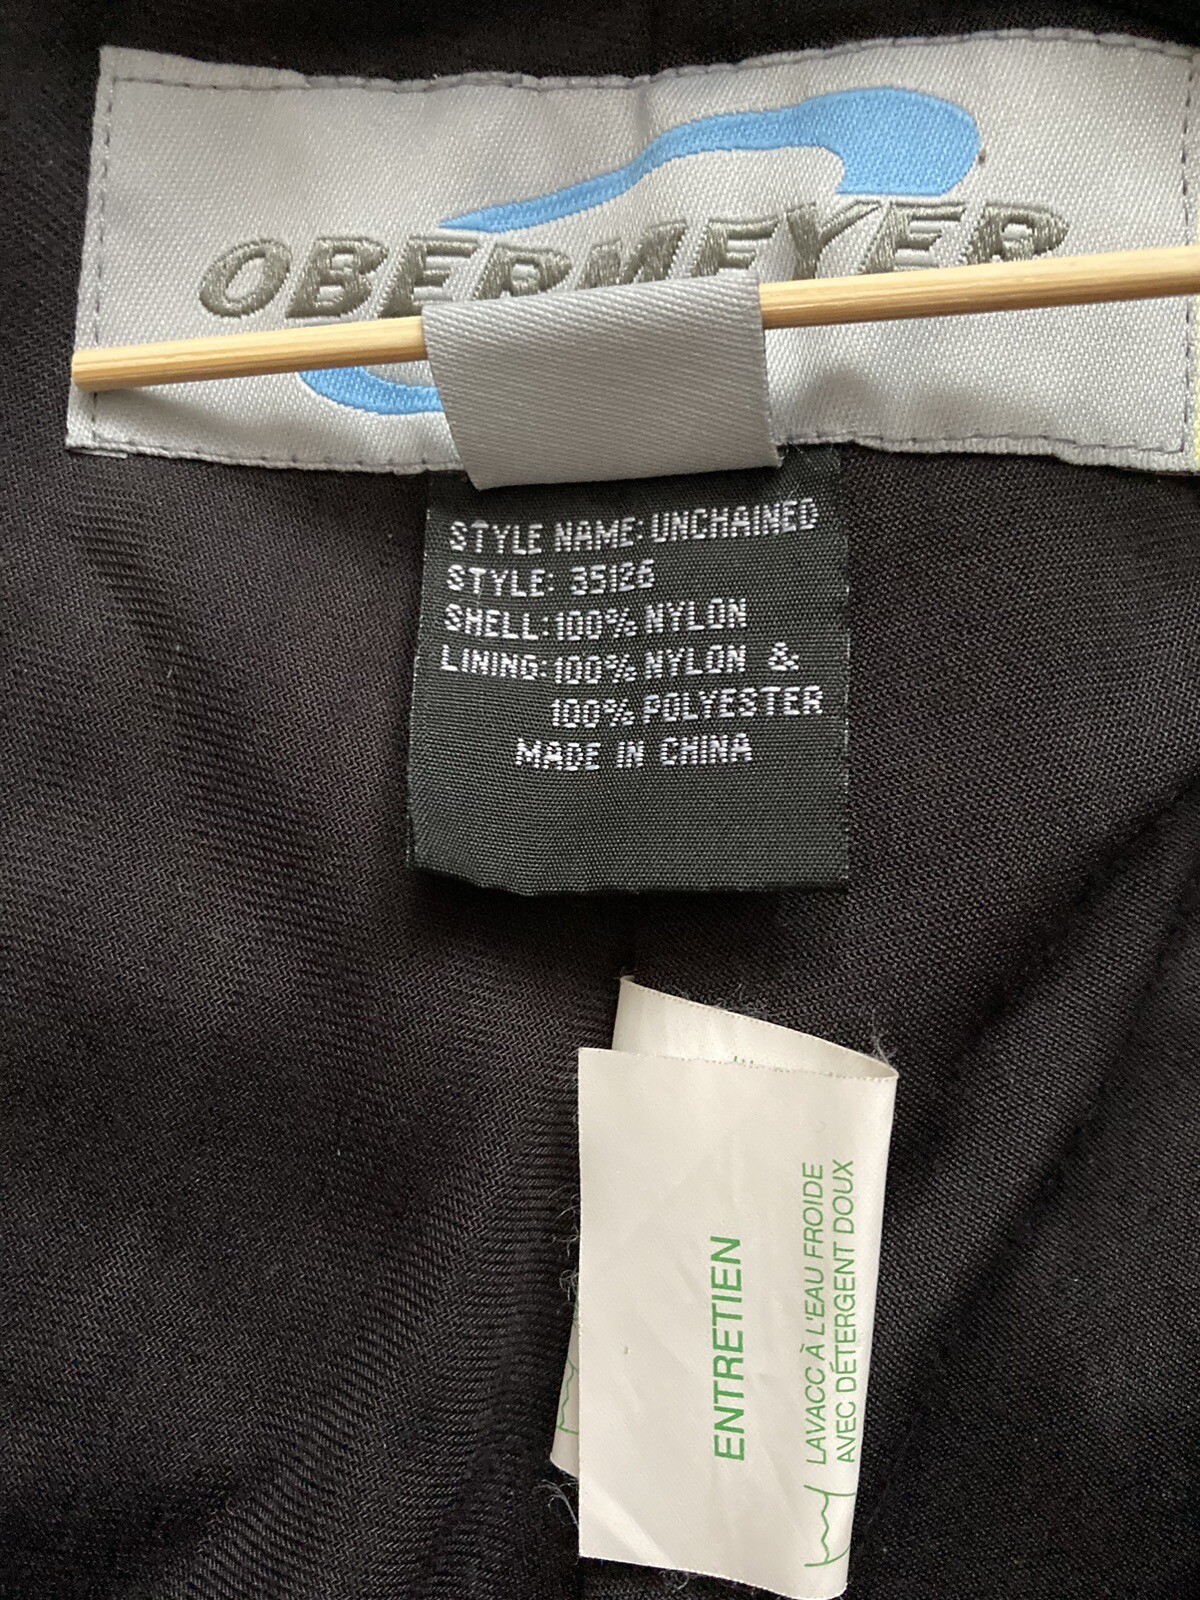 OBERMEYER
STYLE NAME: UNCHAINED
STYLE: 35126
SHELL: 100% NYLON
LINING: 100% NYLON &
100% POLYESTER
MADE IN CHINA
ENTRETIEN
LAVACC À L'EAU FROIDE
AVEC DÉTERGENT DOUX